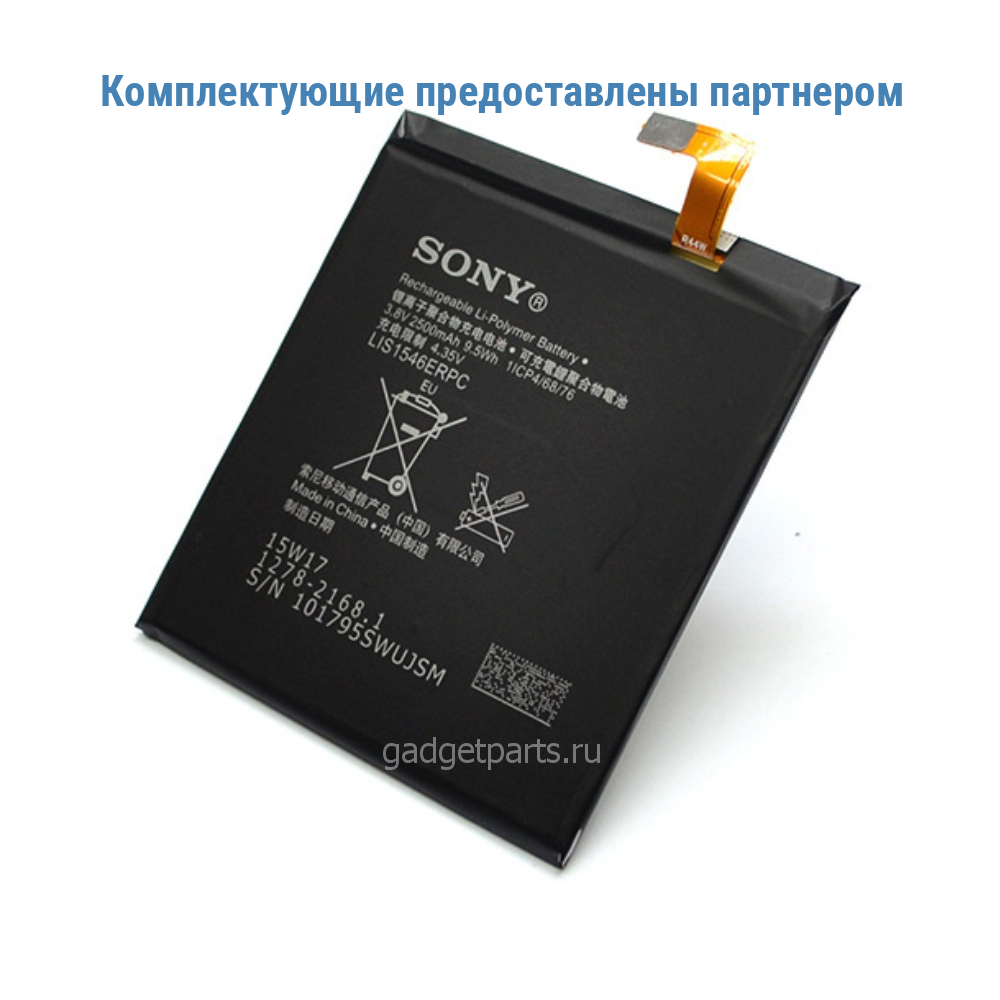 Комплектующие предоставлены партнером
R44W
SONY®
Rechargeable Li-Polymer Battery •
锂离子聚合物充电电池 • 可充電鋰聚合物電池
3.8V 2500mAh 9.5Wh 1ICP4/68/76
充电限制 4.35V
LIS1546ERPC
EU
索尼移动通信产品（中国）有限公司
Made in China • 中国制造
制造日期
15W17
1278-2168.1
S/N 101795SWUJSM
gadgetparts.ru